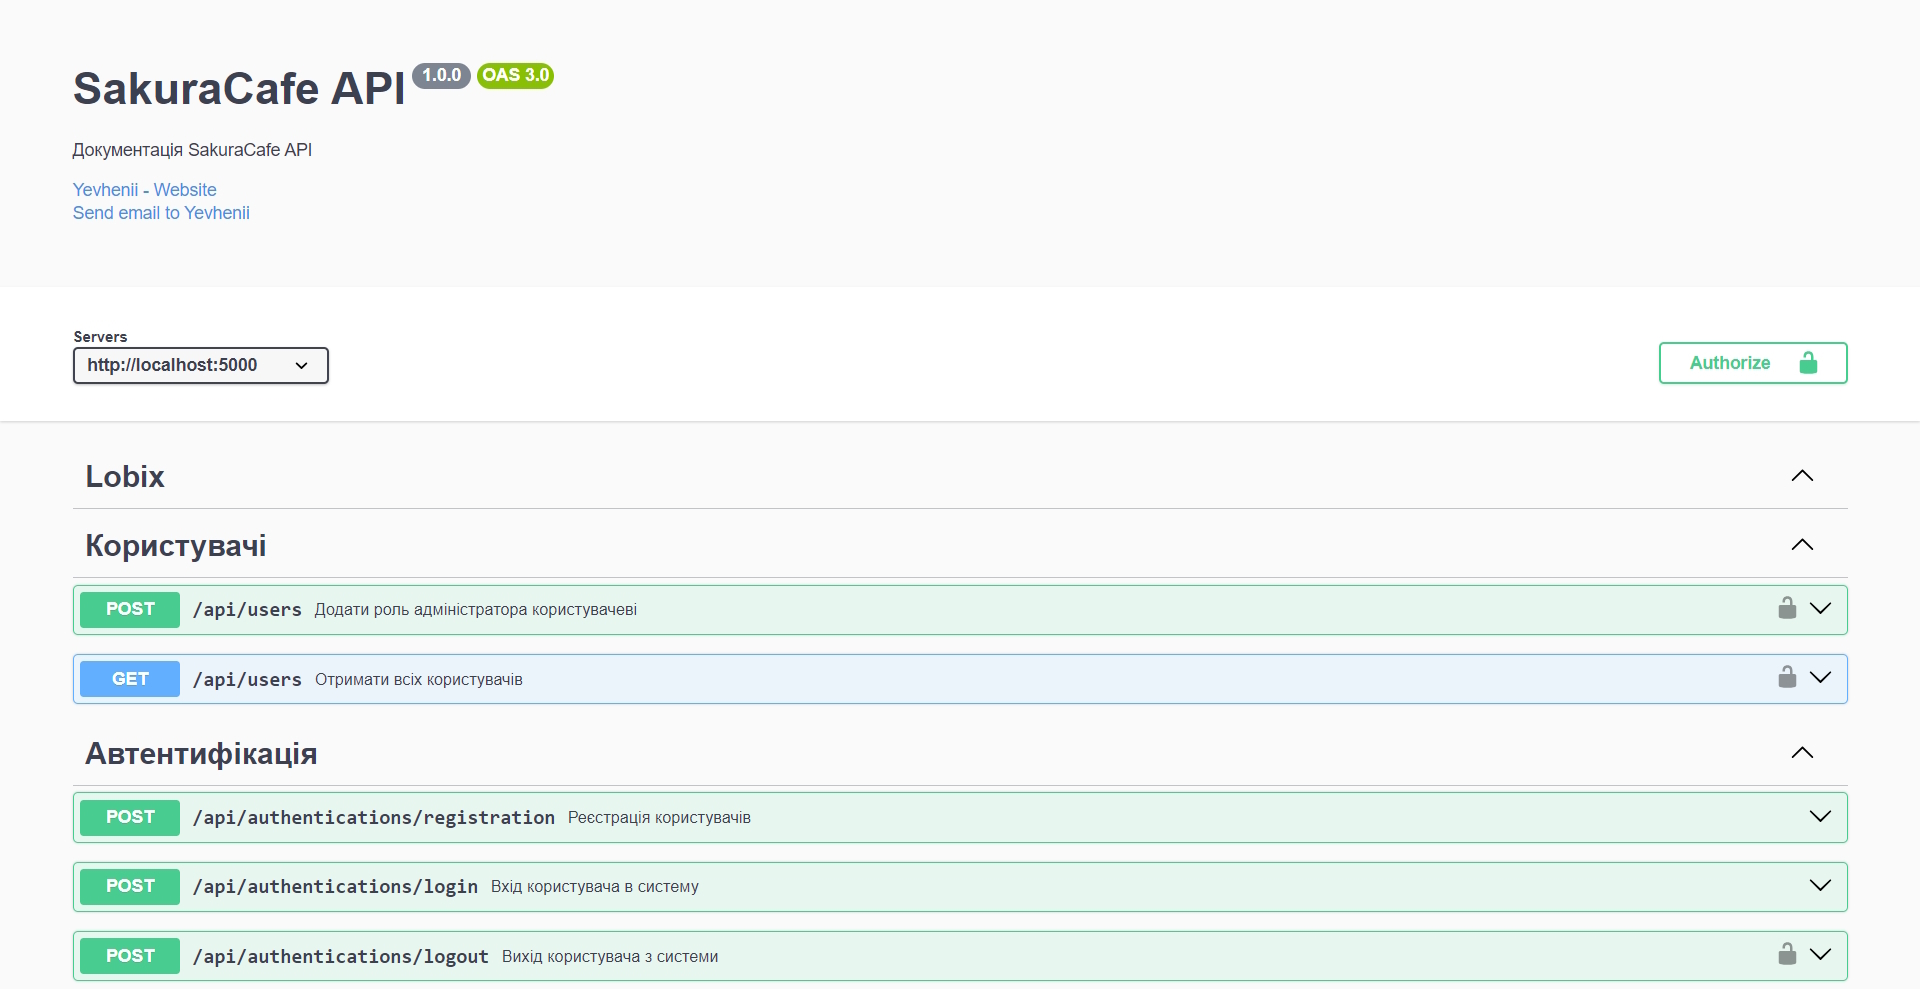 SakuraCafe API 1.0.0 OAS 3.0
Документація SakuraCafe API
Yevhenii - Website
Send email to Yevhenii
Servers
http://localhost:5000
Authorize
Lobix
Користувачі
POST /api/users Додати роль адміністратора користувачеві
GET /api/users Отримати всіх користувачів
Автентифікація
POST /api/authentications/registration Реєстрація користувачів
POST /api/authentications/login Вхід користувача в систему
POST /api/authentications/logout Вихід користувача з системи